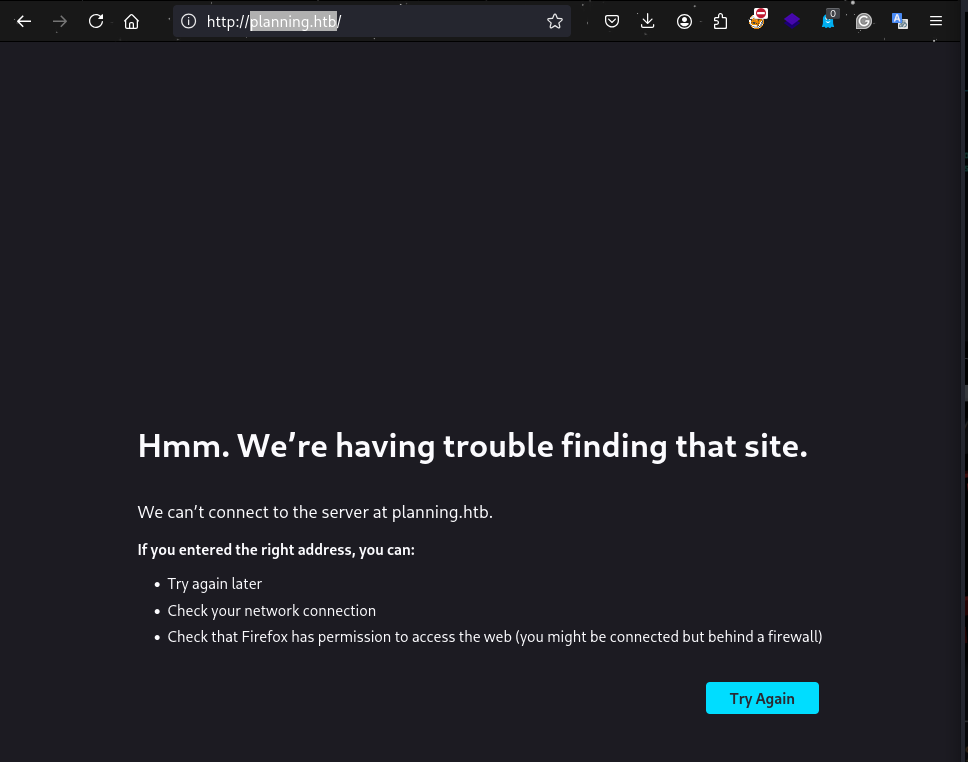 http://planning.htb/
0
Hmm. We’re having trouble finding that site.
We can’t connect to the server at planning.htb.
If you entered the right address, you can:
• Try again later
• Check your network connection
• Check that Firefox has permission to access the web (you might be connected but behind a firewall)
Try Again